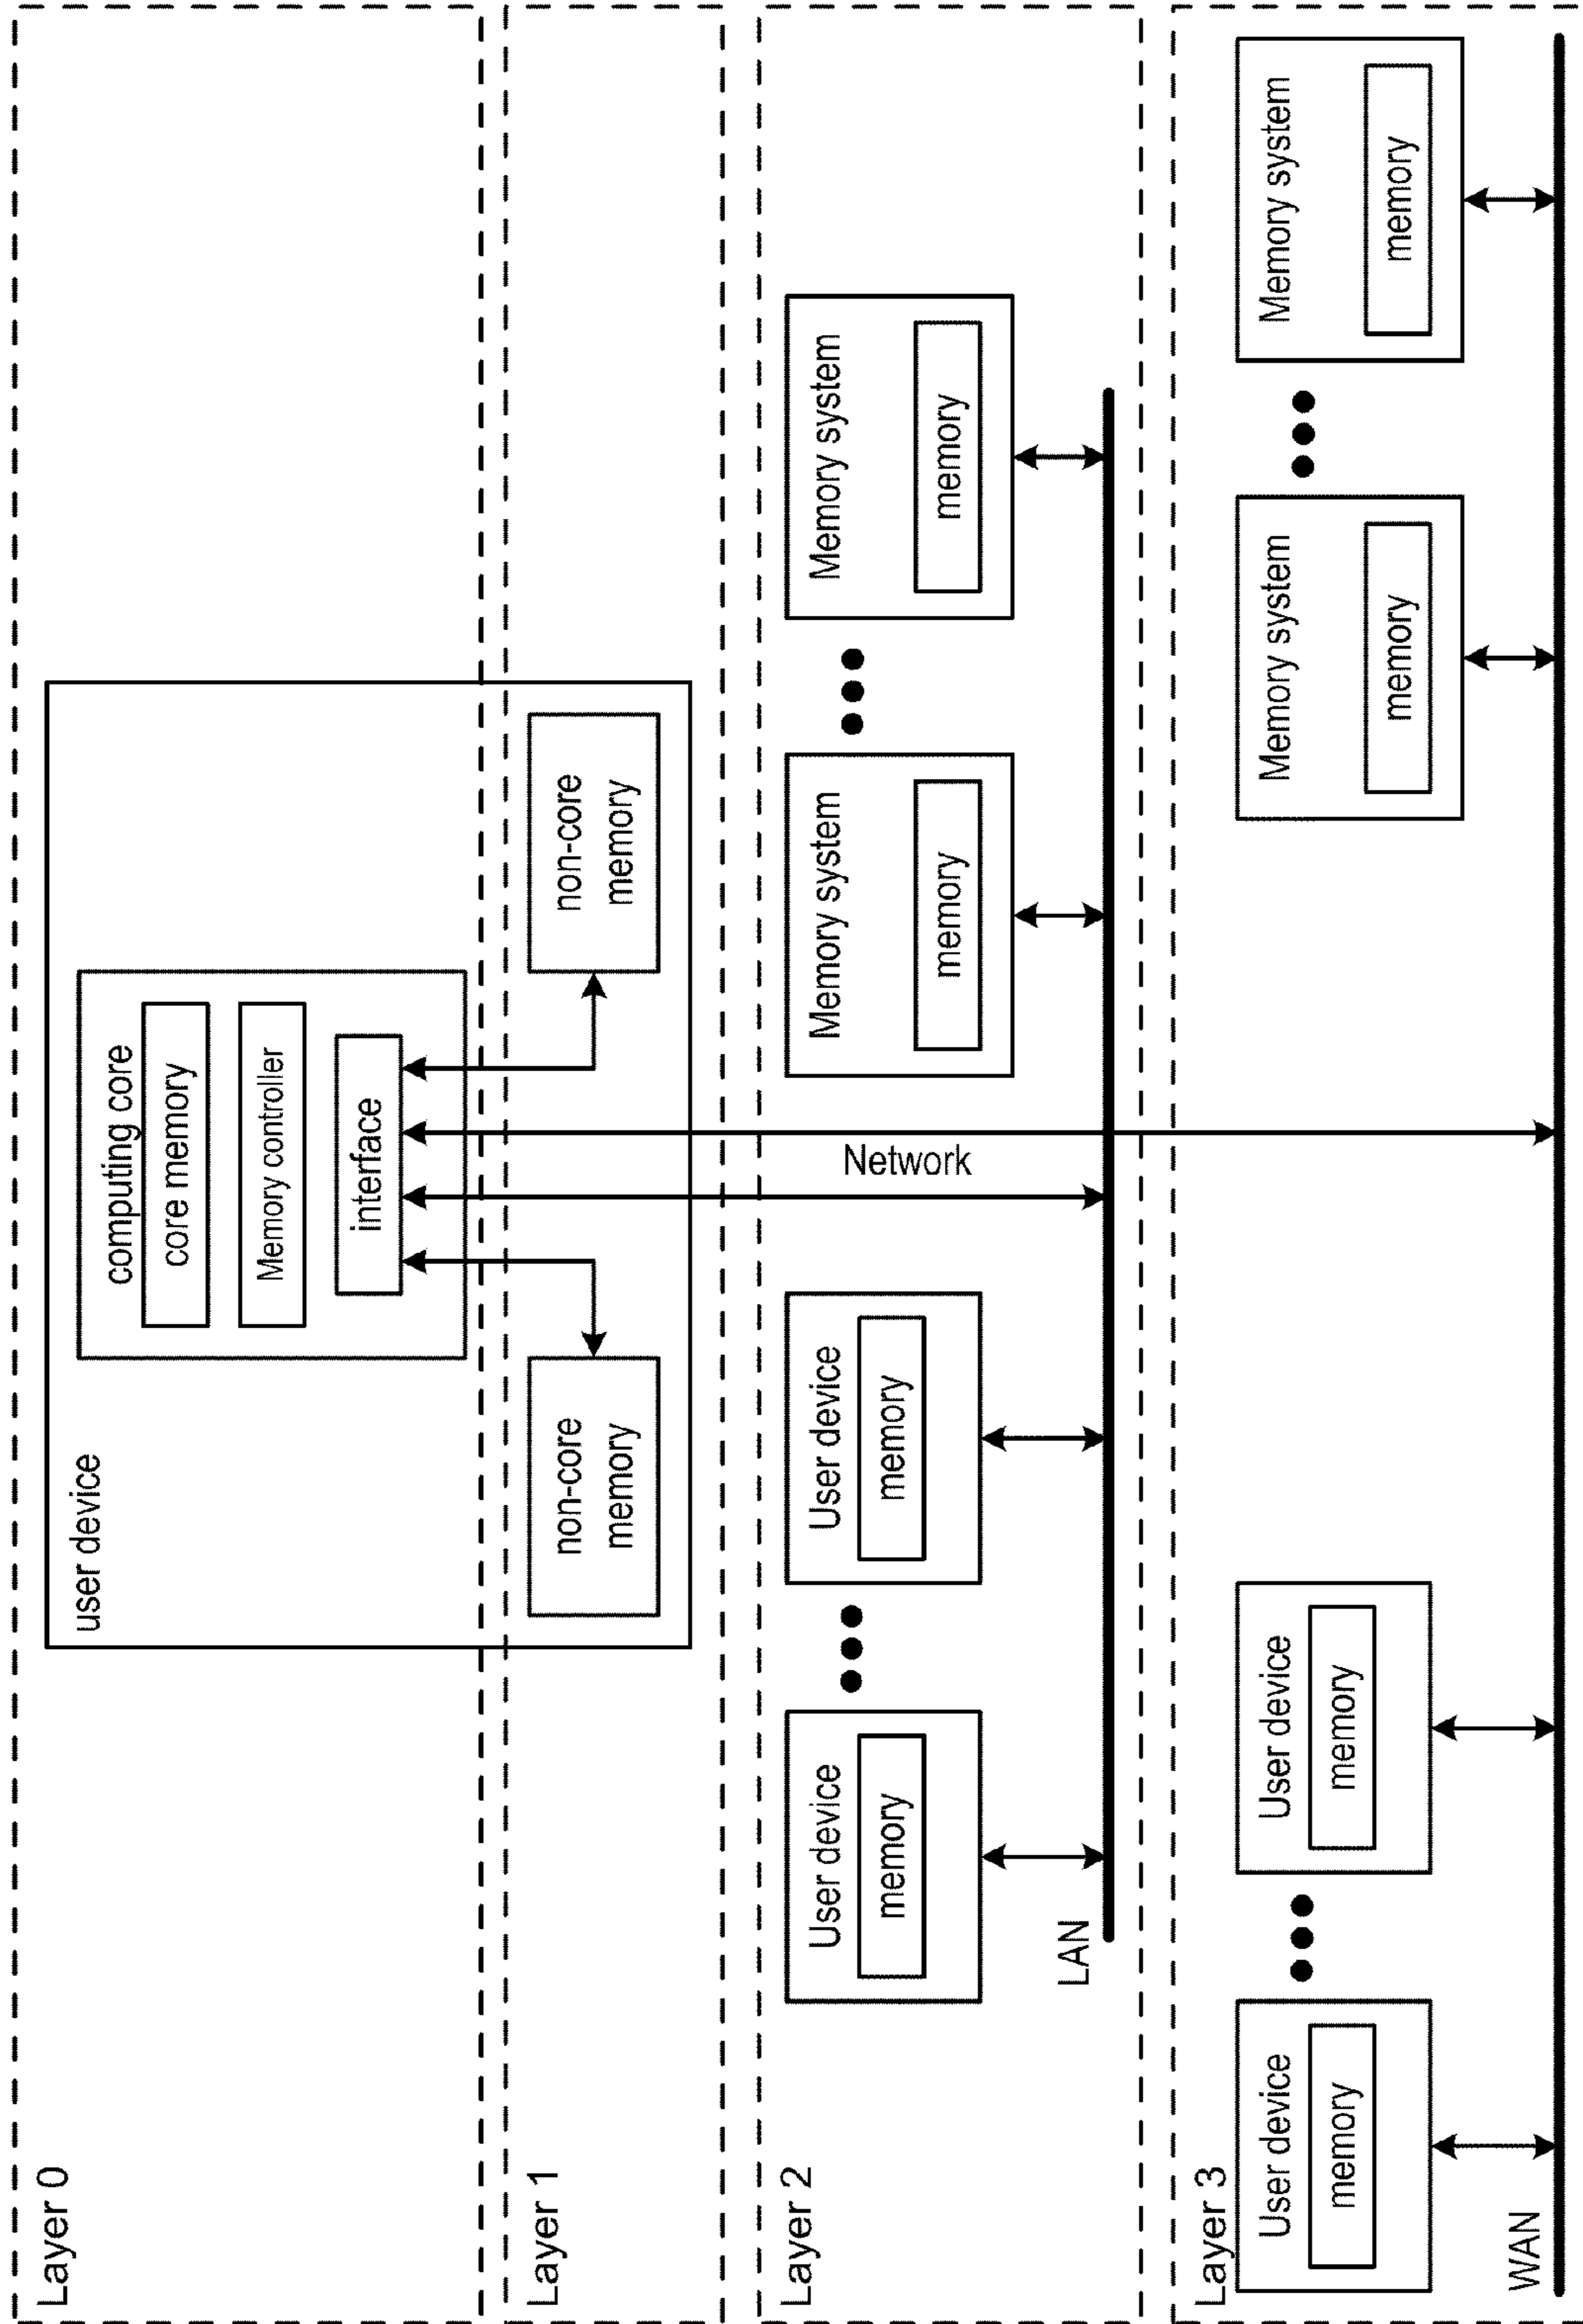 Layer 0
user device
computing core
core memory
Memory controller
interface
Layer 1
non-core
memory
non-core
memory
Network
Layer 2
User device
memory
User device
memory
Memory system
memory
Memory system
memory
LAN
Layer 3
User device
memory
User device
memory
Memory system
memory
Memory system
memory
WAN